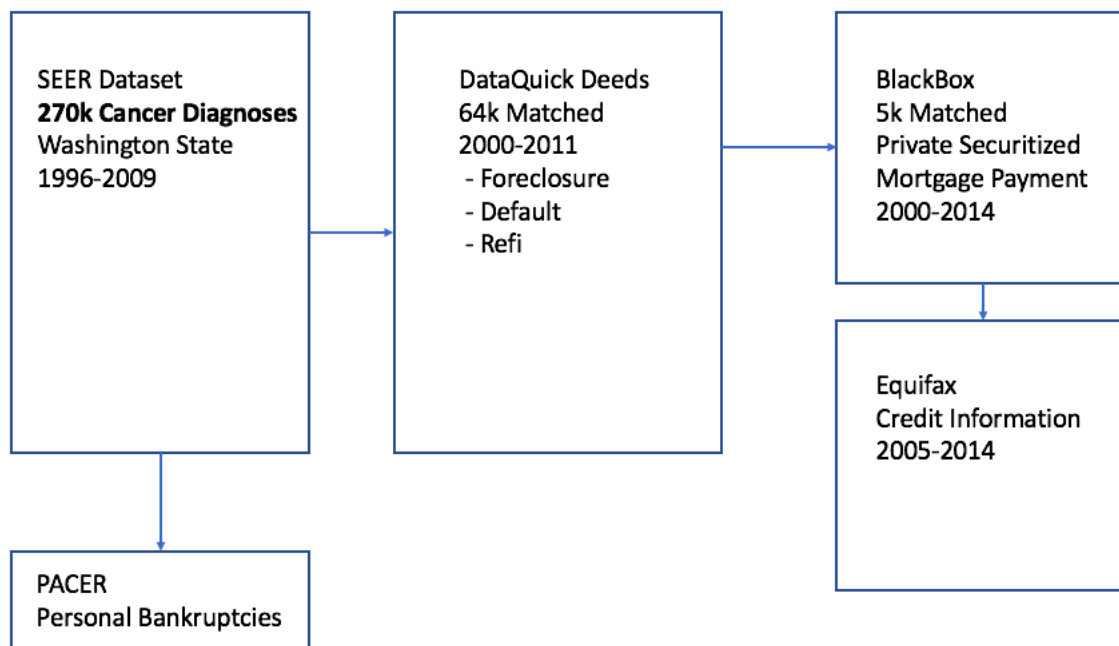 SEER Dataset
270k Cancer Diagnoses
Washington State
1996-2009
DataQuick Deeds
64k Matched
2000-2011
- Foreclosure
- Default
- Refi
BlackBox
5k Matched
Private Securitized
Mortgage Payment
2000-2014
Equifax
Credit Information
2005-2014
PACER
Personal Bankruptcies